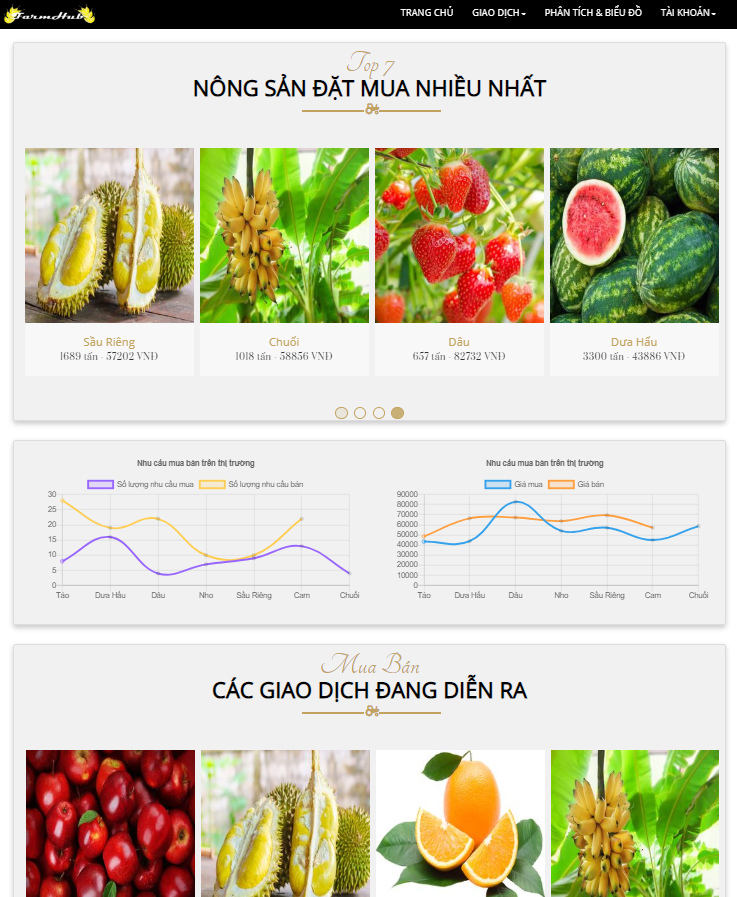 FarmHub
TRANG CHỦ
GIAO DỊCH
PHÂN TÍCH & BIỂU ĐỒ
TÀI KHOẢN
Top 7
NÔNG SẢN ĐẶT MUA NHIỀU NHẤT
Sầu Riêng
1689 tấn - 57202 VNĐ
Chuối
1018 tấn - 58856 VNĐ
Dâu
657 tấn - 82732 VNĐ
Dưa Hấu
3300 tấn - 43886 VNĐ
Nhu cầu mua bán trên thị trường
Số lượng nhu cầu mua
Số lượng nhu cầu bán
30
25
20
15
10
5
0
Táo
Dưa Hấu
Dâu
Nho
Sầu Riêng
Cam
Chuối
Nhu cầu mua bán trên thị trường
Giá mua
Giá bán
90000
80000
70000
60000
50000
40000
30000
20000
10000
0
Táo
Dưa Hấu
Dâu
Nho
Sầu Riêng
Cam
Chuối
Mua Bán
CÁC GIAO DỊCH ĐANG DIỄN RA